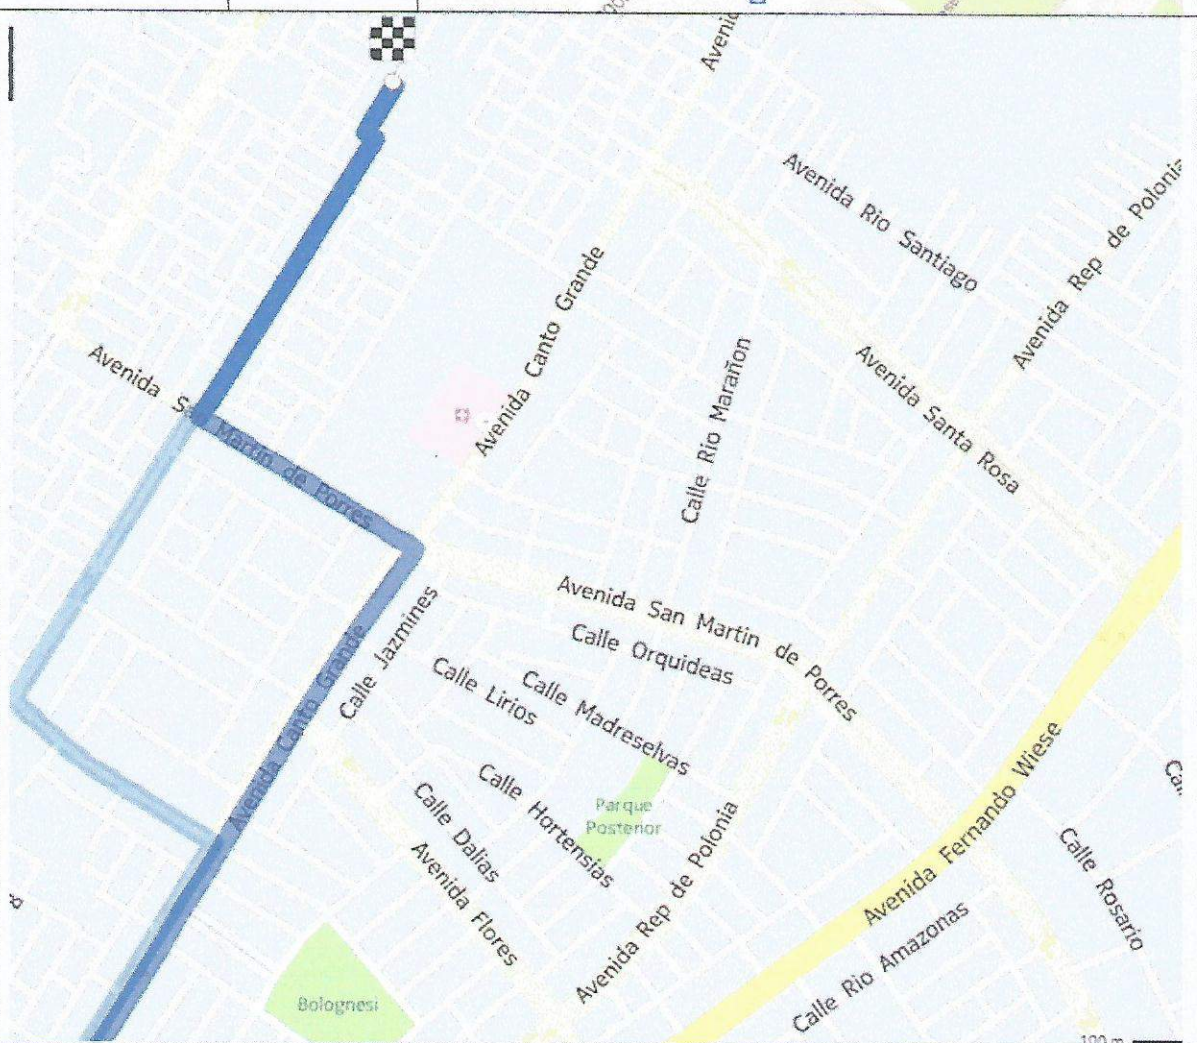 Avenida
Avenida Rio Santiago
Avenida Rep de Polonia
Avenida Canto Grande
Calle Rio Marañon
Avenida Santa Rosa
Avenida San Martin de Porres
Avenida San Martin de Porres
Calle Orquideas
Calle Jazmines
Calle Lirios
Calle Madreselvas
Avenida Canto Grande
Calle Hortensias
Parque
Posterior
Calle Dalias
Avenida Flores
Avenida Rep de Polonia
Avenida Fernando Wiese
Calle Rosario
Calle Rio Amazonas
Bolognesi
100 m